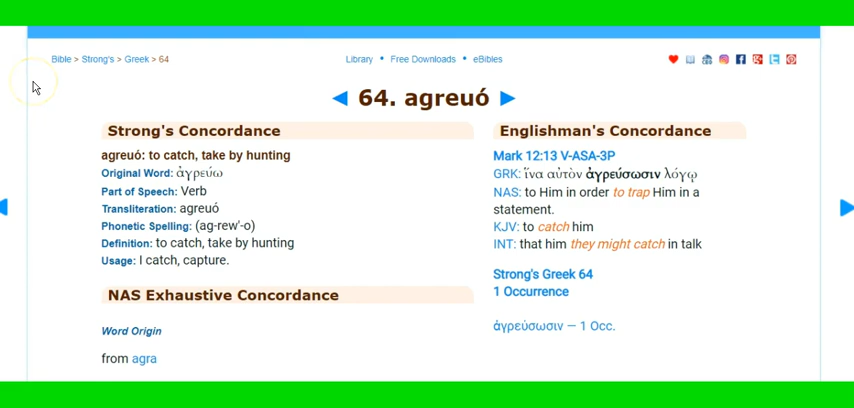 Bible > Strong's > Greek > 64
Library • Free Downloads • eBibles
◄ 64. agreuó ►
Strong's Concordance
agreuó: to catch, take by hunting
Original Word: ἀγρεύω
Part of Speech: Verb
Transliteration: agreuó
Phonetic Spelling: (ag-rew'-o)
Definition: to catch, take by hunting
Usage: I catch, capture.
NAS Exhaustive Concordance
Word Origin
from agra
Englishman's Concordance
Mark 12:13 V-ASA-3P
GRK: ἵνα αὐτὸν ἀγρεύσωσιν λόγῳ
NAS: to Him in order to trap Him in a
statement.
KJV: to catch him
INT: that him they might catch in talk
Strong's Greek 64
1 Occurrence
ἀγρεύσωσιν — 1 Occ.